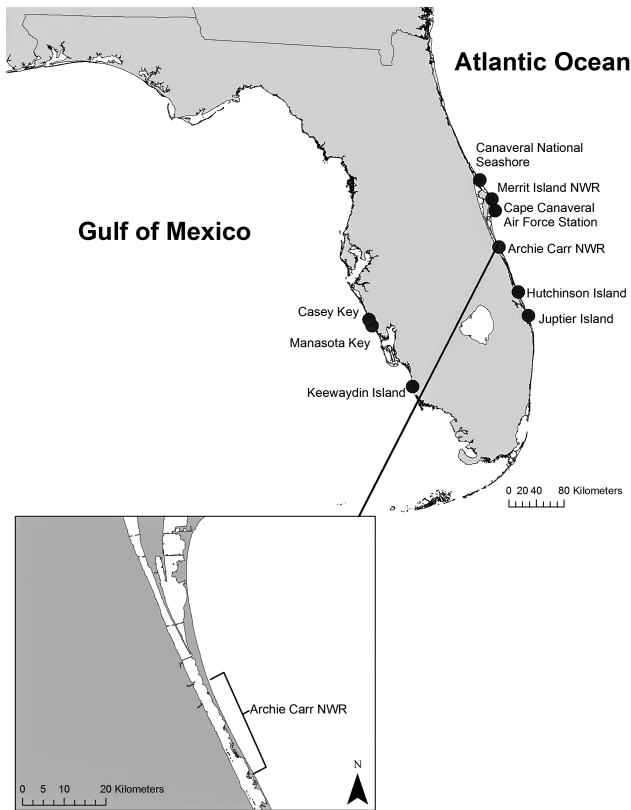 Atlantic Ocean
Canaveral National
Seashore
Merrit Island NWR
Cape Canaveral
Air Force Station
Gulf of Mexico
Archie Carr NWR
Hutchinson Island
Casey Key
Juptier Island
Manasota Key
Keewaydin Island
0 20 40 80 Kilometers
Archie Carr NWR
N
0 5 10 20 Kilometers